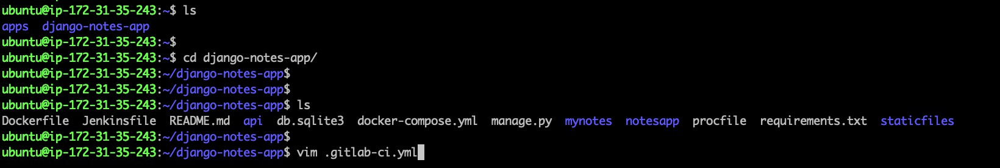 ubuntu@ip-172-31-35-243:~$ ls
apps  django-notes-app
ubuntu@ip-172-31-35-243:~$
ubuntu@ip-172-31-35-243:~$ cd django-notes-app/
ubuntu@ip-172-31-35-243:~/django-notes-app$
ubuntu@ip-172-31-35-243:~/django-notes-app$
ubuntu@ip-172-31-35-243:~/django-notes-app$ ls
Dockerfile  Jenkinsfile  README.md  api  db.sqlite3  docker-compose.yml  manage.py  mynotes  notesapp  procfile  requirements.txt  staticfiles
ubuntu@ip-172-31-35-243:~/django-notes-app$
ubuntu@ip-172-31-35-243:~/django-notes-app$ vim .gitlab-ci.yml